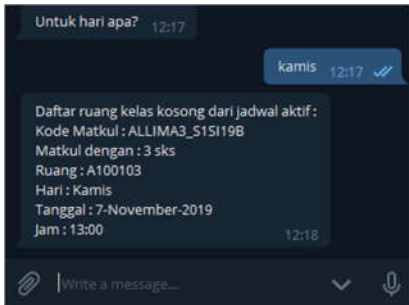 Untuk hari apa? 12:17
kamis 12:17
Daftar ruang kelas kosong dari jadwal aktif :
Kode Matkul : ALLIMA3_S1SI19B
Matkul dengan : 3 sks
Ruang : A100103
Hari : Kamis
Tanggal : 7-November-2019
Jam : 13:00
12:18
Write a message...